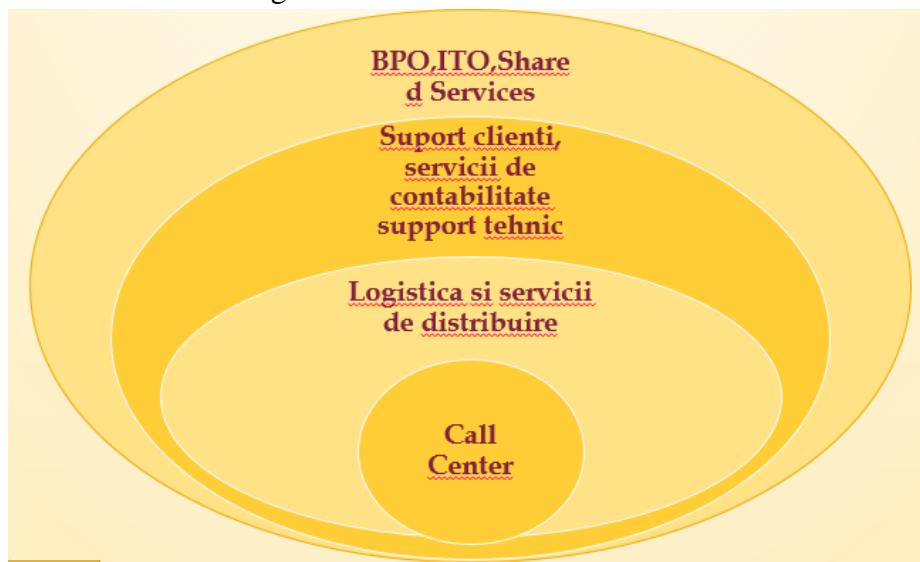 BPO,ITO,Share
d Services
Suport clienti,
servicii de
contabilitate
support tehnic
Logistica si servicii
de distribuire
Call
Center